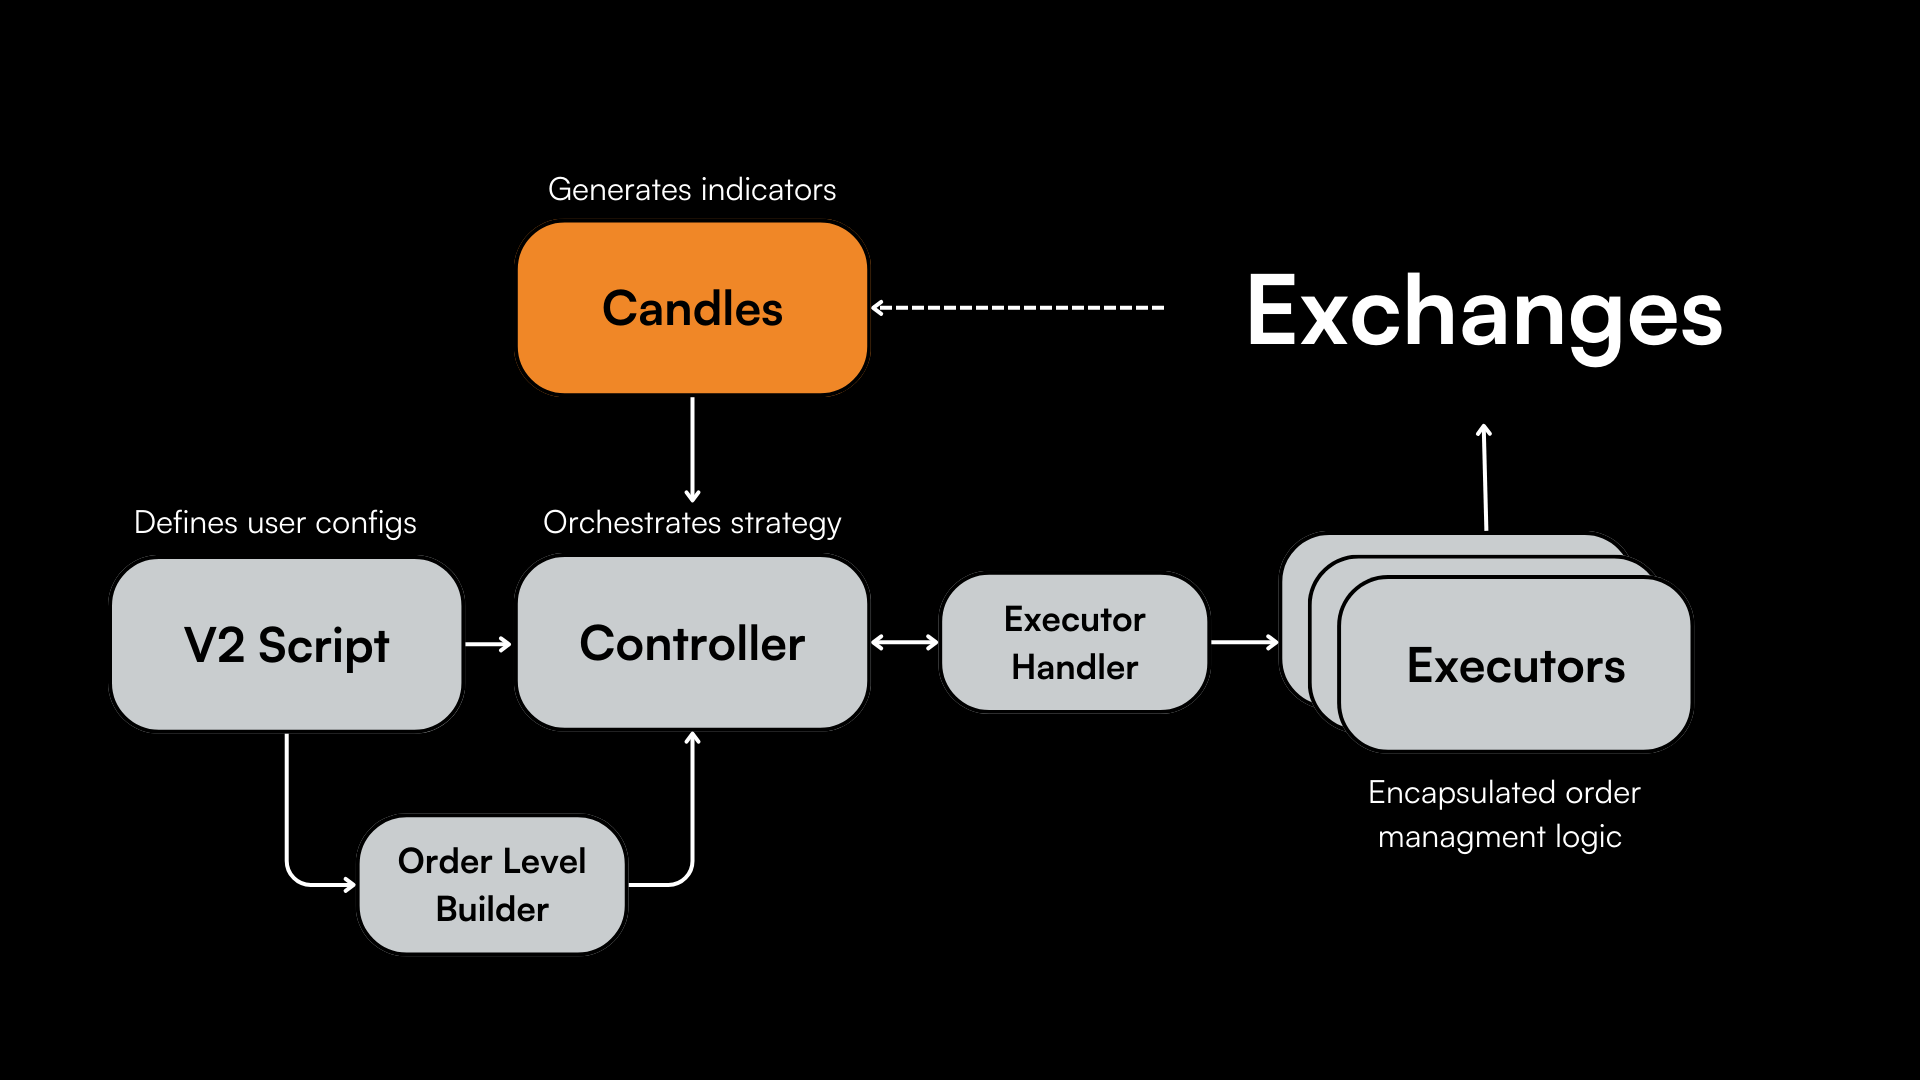 Generates indicators
Candles
Exchanges
Defines user configs
Orchestrates strategy
V2 Script
Controller
Executor
Handler
Executors
Encapsulated order
managment logic
Order Level
Builder